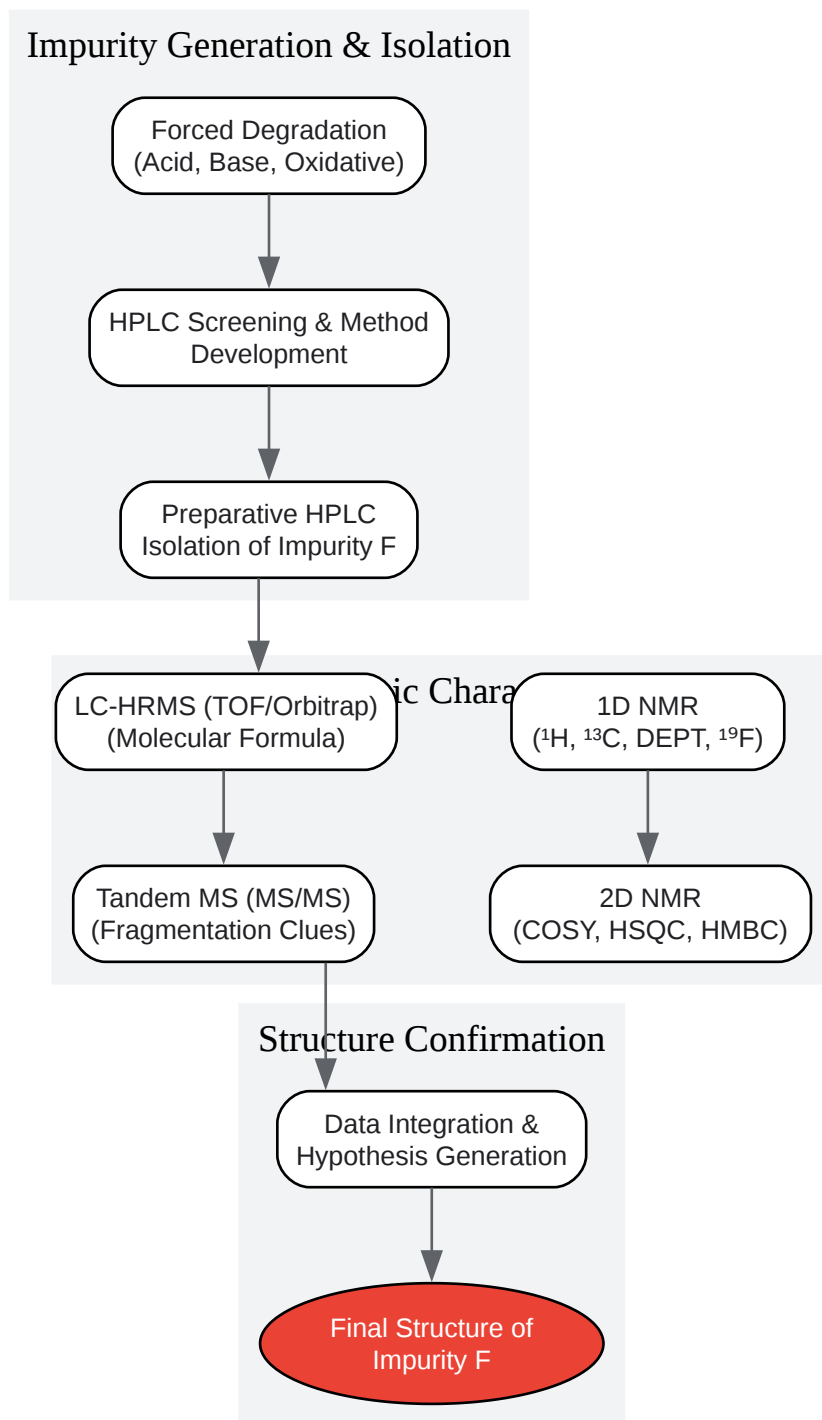 Impurity Generation & Isolation
Forced Degradation
(Acid, Base, Oxidative)
HPLC Screening & Method
Development
Preparative HPLC
Isolation of Impurity F
LC-HRMS (TOF/Orbitrap)
(Molecular Formula)
1D NMR
(¹H, ¹³C, DEPT, ¹⁹F)
Tandem MS (MS/MS)
(Fragmentation Clues)
2D NMR
(COSY, HSQC, HMBC)
Structure Confirmation
Data Integration &
Hypothesis Generation
Final Structure of
Impurity F